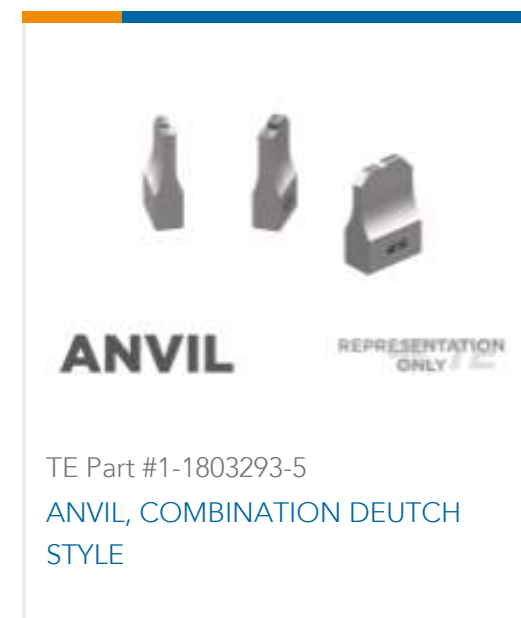 ANVIL
REPRESENTATION
ONLY
TE Part #1-1803293-5
ANVIL, COMBINATION DEUTCH
STYLE